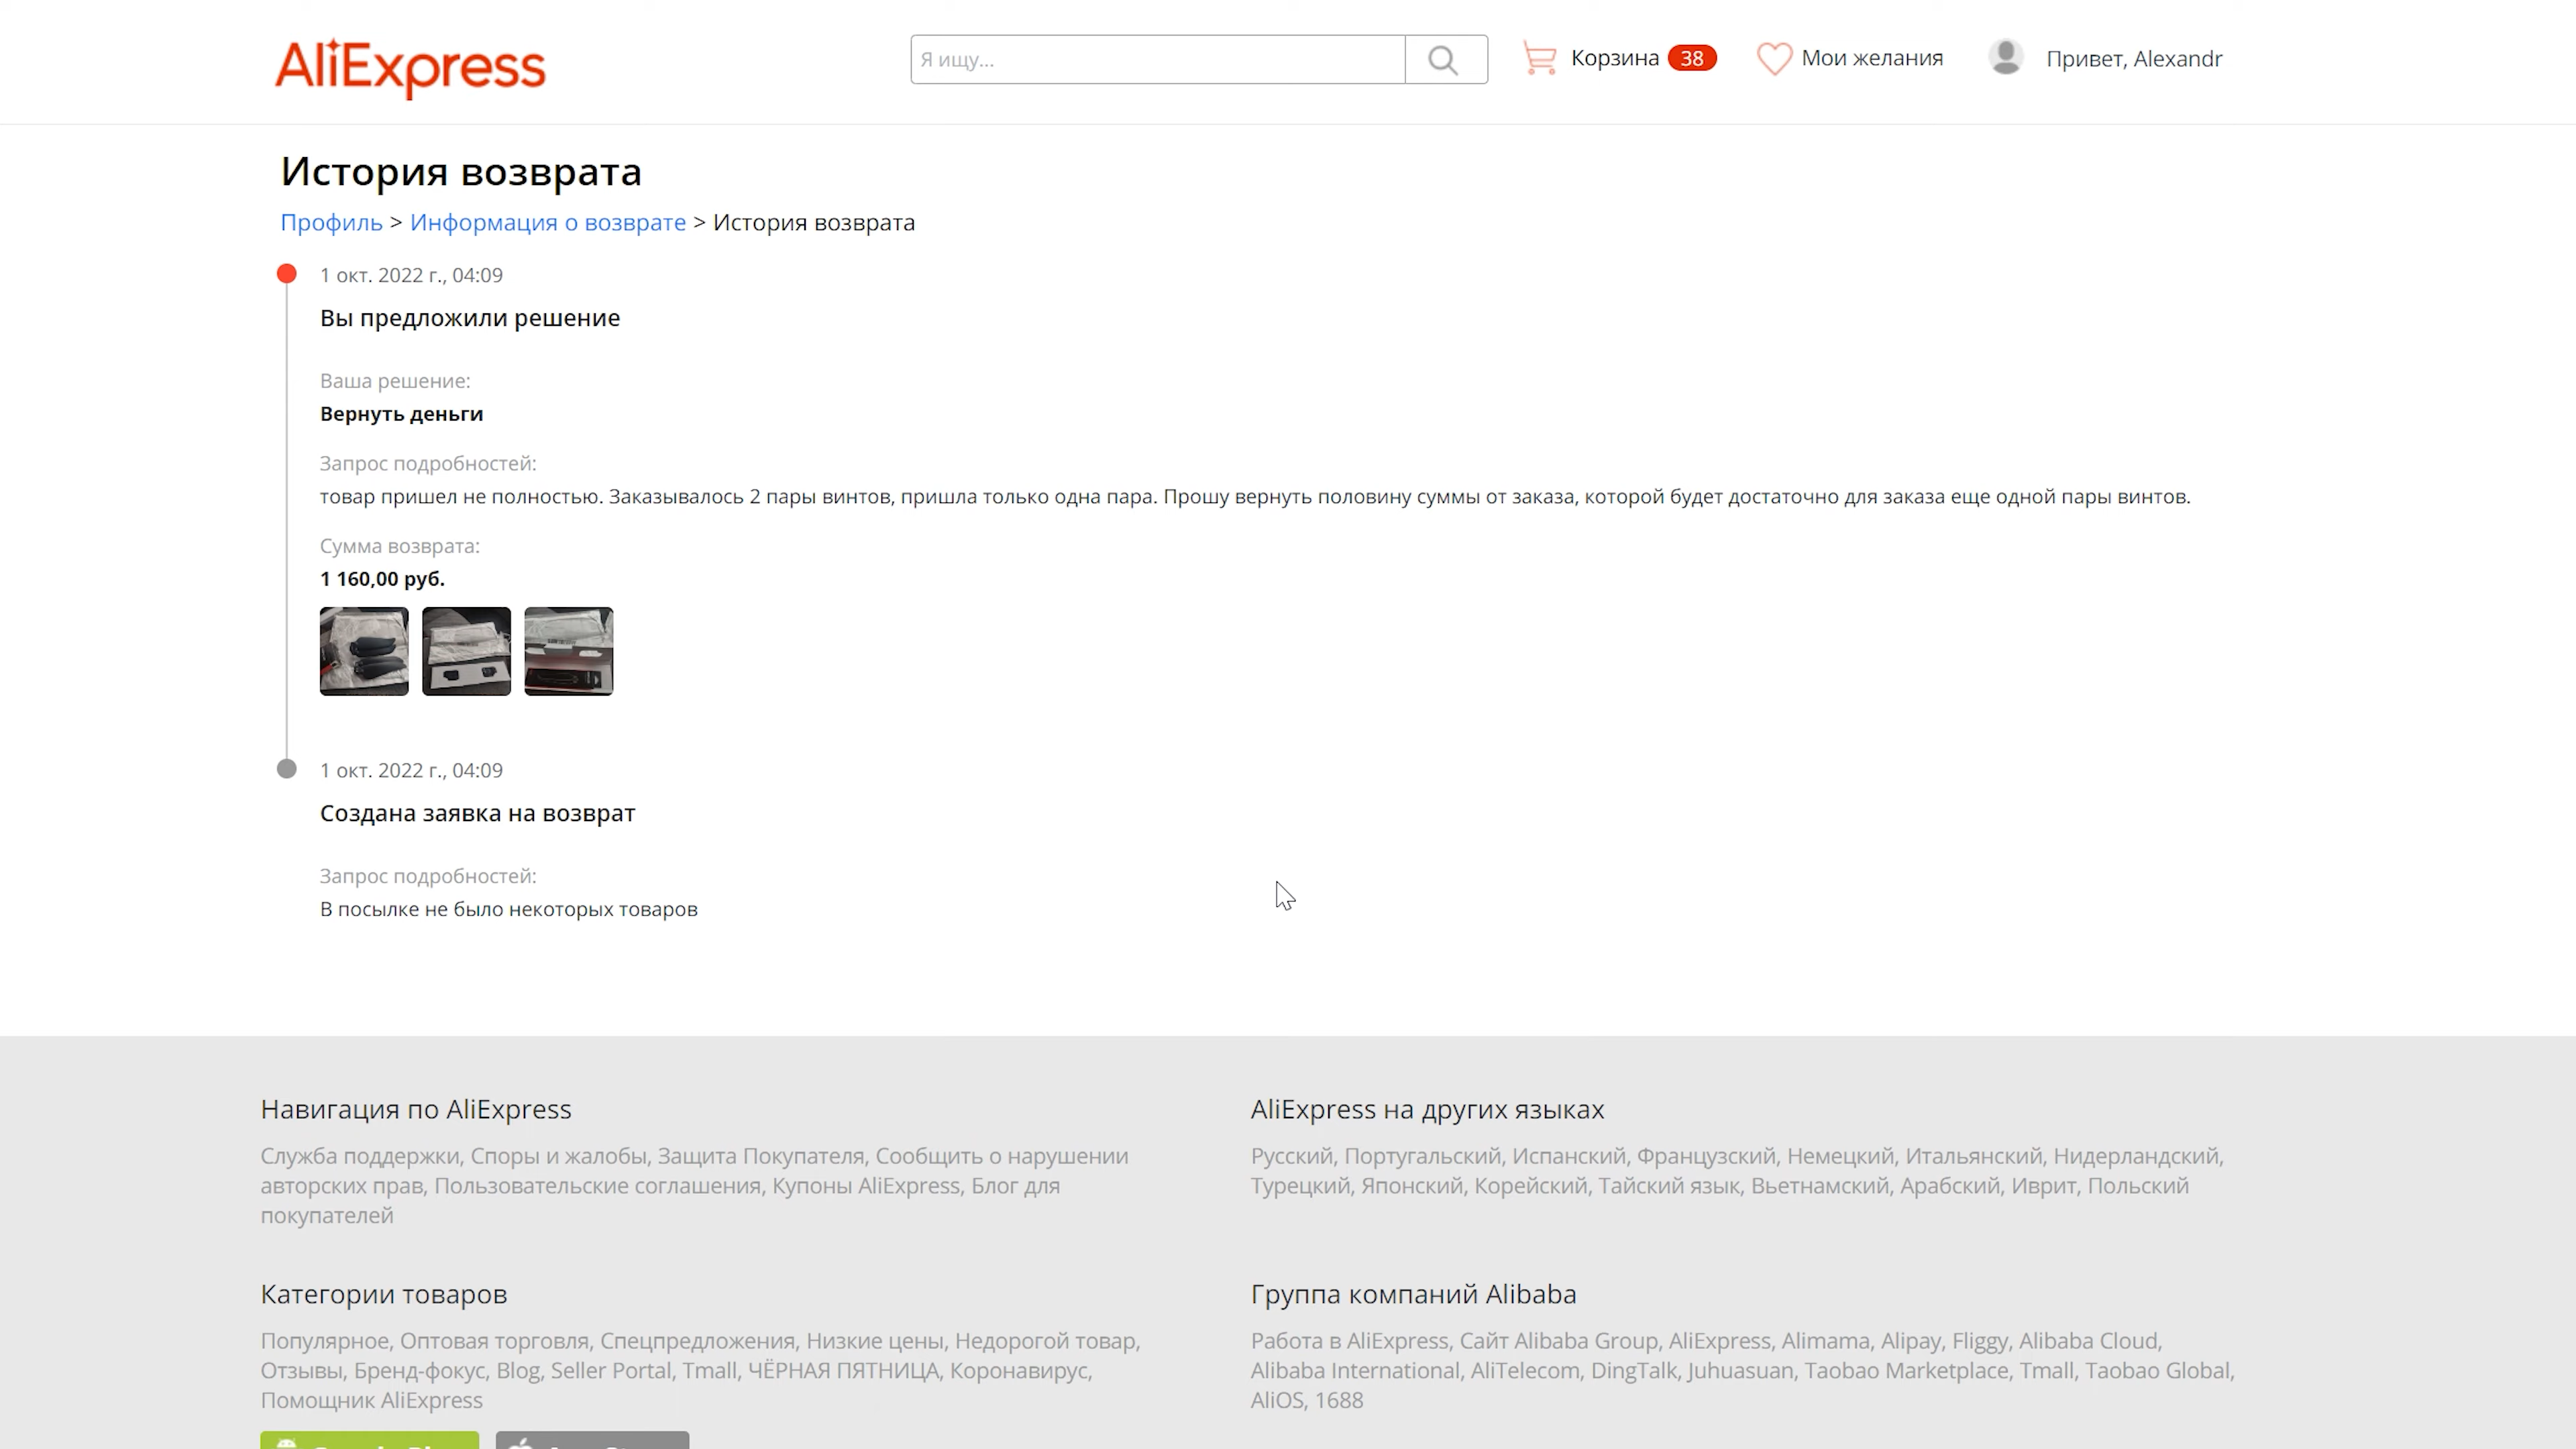 AliExpress
Я ищу...
Корзина 38
Мои желания
Привет, Alexandr
История возврата
Профиль > Информация о возврате > История возврата
1 окт. 2022 г., 04:09
Вы предложили решение
Ваша решение:
Вернуть деньги
Запрос подробностей:
товар пришел не полностью. Заказывалось 2 пары винтов, пришла только одна пара. Прошу вернуть половину суммы от заказа, которой будет достаточно для заказа еще одной пары винтов.
Сумма возврата:
1 160,00 руб.
1 окт. 2022 г., 04:09
Создана заявка на возврат
Запрос подробностей:
В посылке не было некоторых товаров
Навигация по AliExpress
Служба поддержки, Споры и жалобы, Защита Покупателя, Сообщить о нарушении
авторских прав, Пользовательские соглашения, Купоны AliExpress, Блог для
покупателей
AliExpress на других языках
Русский, Португальский, Испанский, Французский, Немецкий, Итальянский, Нидерландский,
Турецкий, Японский, Корейский, Тайский язык, Вьетнамский, Арабский, Иврит, Польский
Категории товаров
Популярное, Оптовая торговля, Спецпредложения, Низкие цены, Недорогой товар,
Отзывы, Бренд-фокус, Blog, Seller Portal, Tmall, ЧЁРНАЯ ПЯТНИЦА, Коронавирус,
Помощник AliExpress
Группа компаний Alibaba
Работа в AliExpress, Сайт Alibaba Group, AliExpress, Alimama, Alipay, Fliggy, Alibaba Cloud,
Alibaba International, AliTelecom, DingTalk, Juhuasuan, Taobao Marketplace, Tmall, Taobao Global,
AliOS, 1688